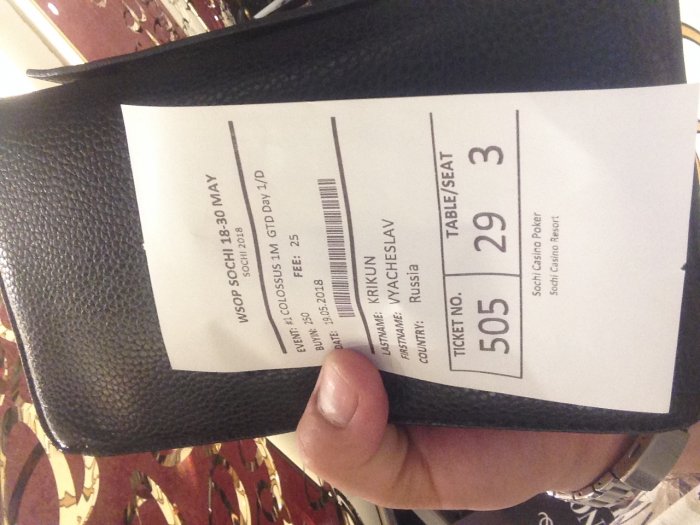 WSOP SOCHI 18-30 MAY
SOCHI 2018
EVENT: #1 COLOSSUS 1M GTD Day 1/D
BUYIN: 250 FEE: 25
DATE: 19.05.2018
LASTNAME: KRIKUN
FIRSTNAME: VYACHESLAV
COUNTRY: Russia
TICKET NO. TABLE/SEAT
505 29 3
Sochi Casino Poker
Sochi Casino Resort